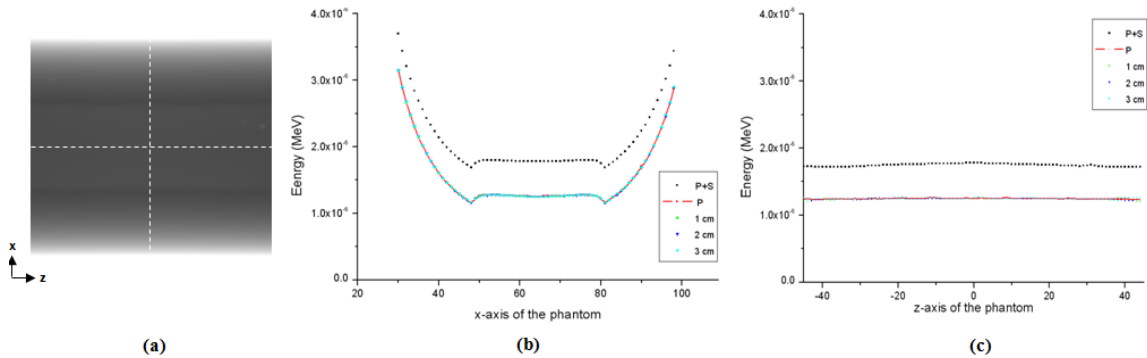 x
z
(a)
4.0x10⁻⁶
3.0x10⁻⁶
2.0x10⁻⁶
1.0x10⁻⁶
0.0
Eenrgy (MeV)
20
40
60
80
100
x-axis of the phantom
P+S
P
1 cm
2 cm
3 cm
(b)
4.0x10⁻⁶
3.0x10⁻⁶
2.0x10⁻⁶
1.0x10⁻⁶
0.0
Energy (MeV)
-40
-20
0
20
40
z-axis of the phantom
P+S
P
1 cm
2 cm
3 cm
(c)